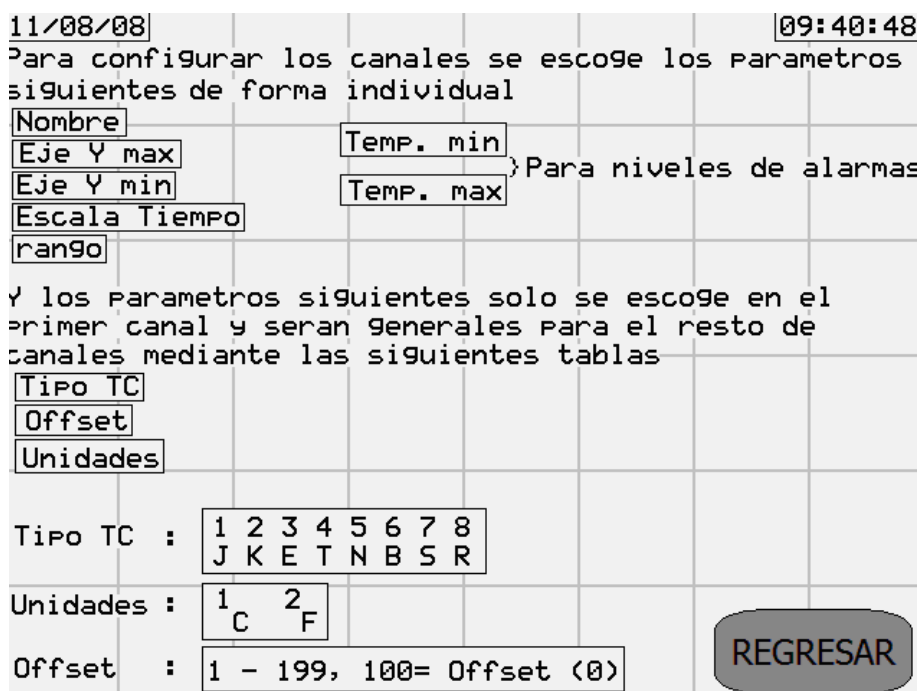 11/08/08 09:40:48
Para configurar los canales se escoge los parametros
siguientes de forma individual
Nombre
Eje Y max
Eje Y min
Escala Tiempo
rango
Temp. min
Temp. max
}Para niveles de alarmas
Y los parametros siguientes solo se escoge en el
primer canal y seran generales para el resto de
canales mediante las siguientes tablas
Tipo TC
Offset
Unidades
Tipo TC : 1 2 3 4 5 6 7 8
J K E T N B S R
Unidades : 1 2
C F
Offset : 1 - 199, 100= Offset (0)
REGRESAR